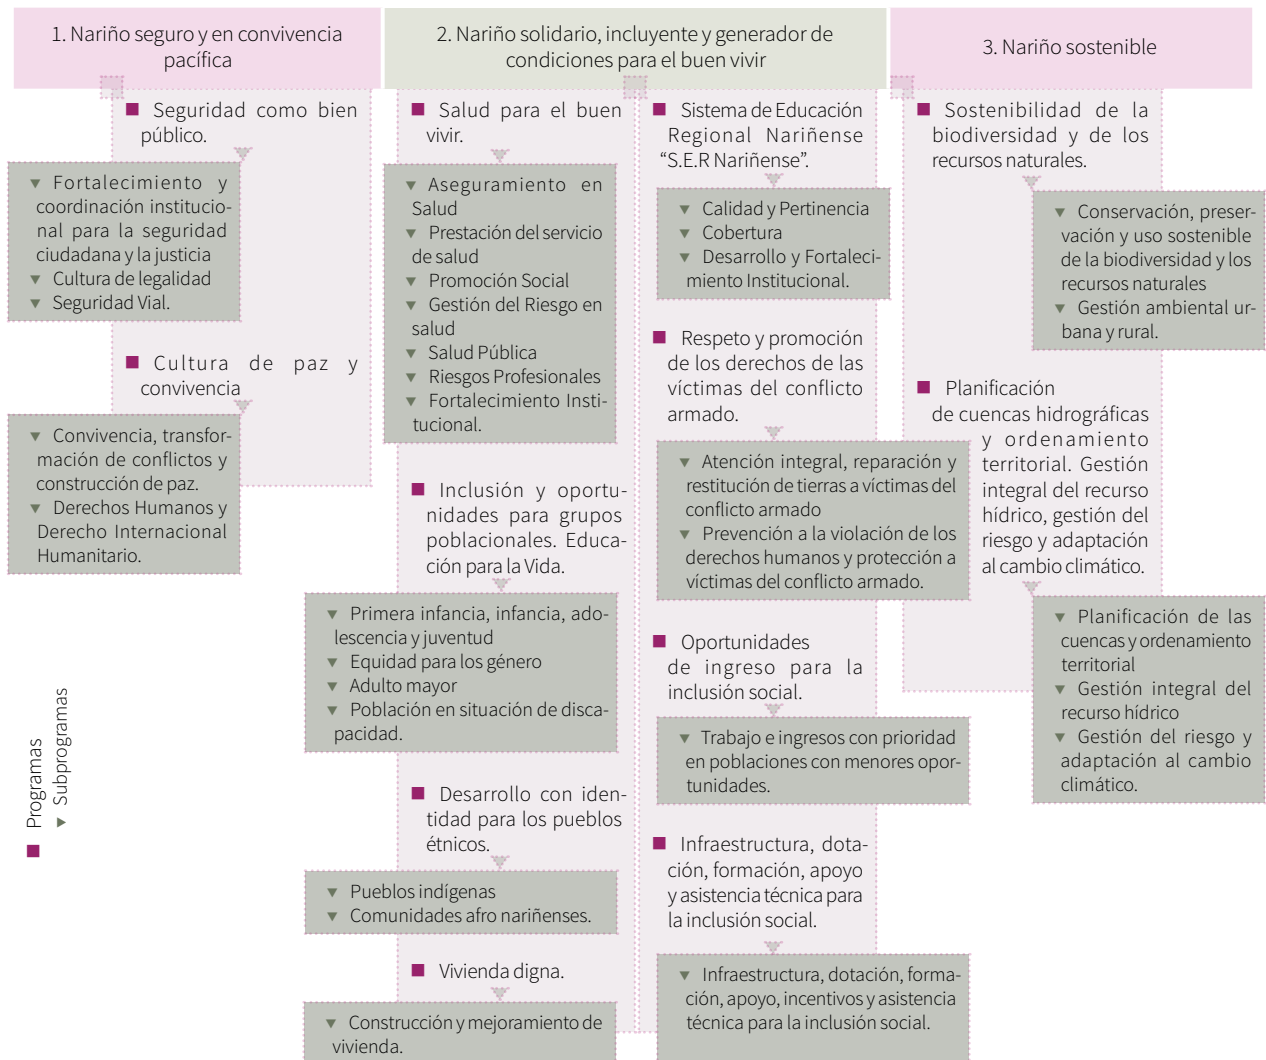 1. Nariño seguro y en convivencia
pacífica
■ Seguridad como bien
público.
▼ Fortalecimiento y
coordinación institucio-
nal para la seguridad
ciudadana y la justicia
▼ Cultura de legalidad
▼ Seguridad Vial.
■ Cultura de paz y
convivencia
▼ Convivencia, transfor-
mación de conflictos y
construcción de paz.
▼ Derechos Humanos y
Derecho Internacional
Humanitario.
2. Nariño solidario, incluyente y generador de
condiciones para el buen vivir
■ Salud para el buen
vivir.
▼ Aseguramiento en
Salud
▼ Prestación del servicio
de salud
▼ Promoción Social
▼ Gestión del Riesgo en
salud
▼ Salud Pública
▼ Riesgos Profesionales
▼ Fortalecimiento Insti-
tucional.
■ Inclusión y oportu-
nidades para grupos
poblacionales. Educa-
ción para la Vida.
▼ Primera infancia, infancia, ado-
lescencia y juventud
▼ Equidad para los género
▼ Adulto mayor
▼ Población en situación de disca-
pacidad.
■ Desarrollo con iden-
tidad para los pueblos
étnicos.
▼ Pueblos indígenas
▼ Comunidades afro nariñenses.
■ Vivienda digna.
▼ Construcción y mejoramiento de
vivienda.
■ Sistema de Educación
Regional Nariñense
“S.E.R Nariñense”.
▼ Calidad y Pertinencia
▼ Cobertura
▼ Desarrollo y Fortaleci-
miento Institucional.
■ Respeto y promoción
de los derechos de las
víctimas del conflicto
armado.
▼ Atención integral, reparación y
restitución de tierras a víctimas del
conflicto armado
▼ Prevención a la violación de los
derechos humanos y protección a
víctimas del conflicto armado.
■ Oportunidades
de ingreso para la
inclusión social.
▼ Trabajo e ingresos con prioridad
en poblaciones con menores opor-
tunidades.
■ Infraestructura, dota-
ción, formación, apoyo
y asistencia técnica para
la inclusión social.
▼ Infraestructura, dotación, forma-
ción, apoyo, incentivos y asistencia
técnica para la inclusión social.
3. Nariño sostenible
■ Sostenibilidad de la
biodiversidad y de los
recursos naturales.
▼ Conservación, preser-
vación y uso sostenible
de la biodiversidad y los
recursos naturales
▼ Gestión ambiental ur-
bana y rural.
■ Planificación
de cuencas hidrográficas
y ordenamiento
territorial. Gestión
integral del recurso
hídrico, gestión del
riesgo y adaptación
al cambio climático.
▼ Planificación de las
cuencas y ordenamiento
territorial
▼ Gestión integral del
recurso hídrico
▼ Gestión del riesgo y
adaptación al cambio
climático.
■ Programas
▼ Subprogramas